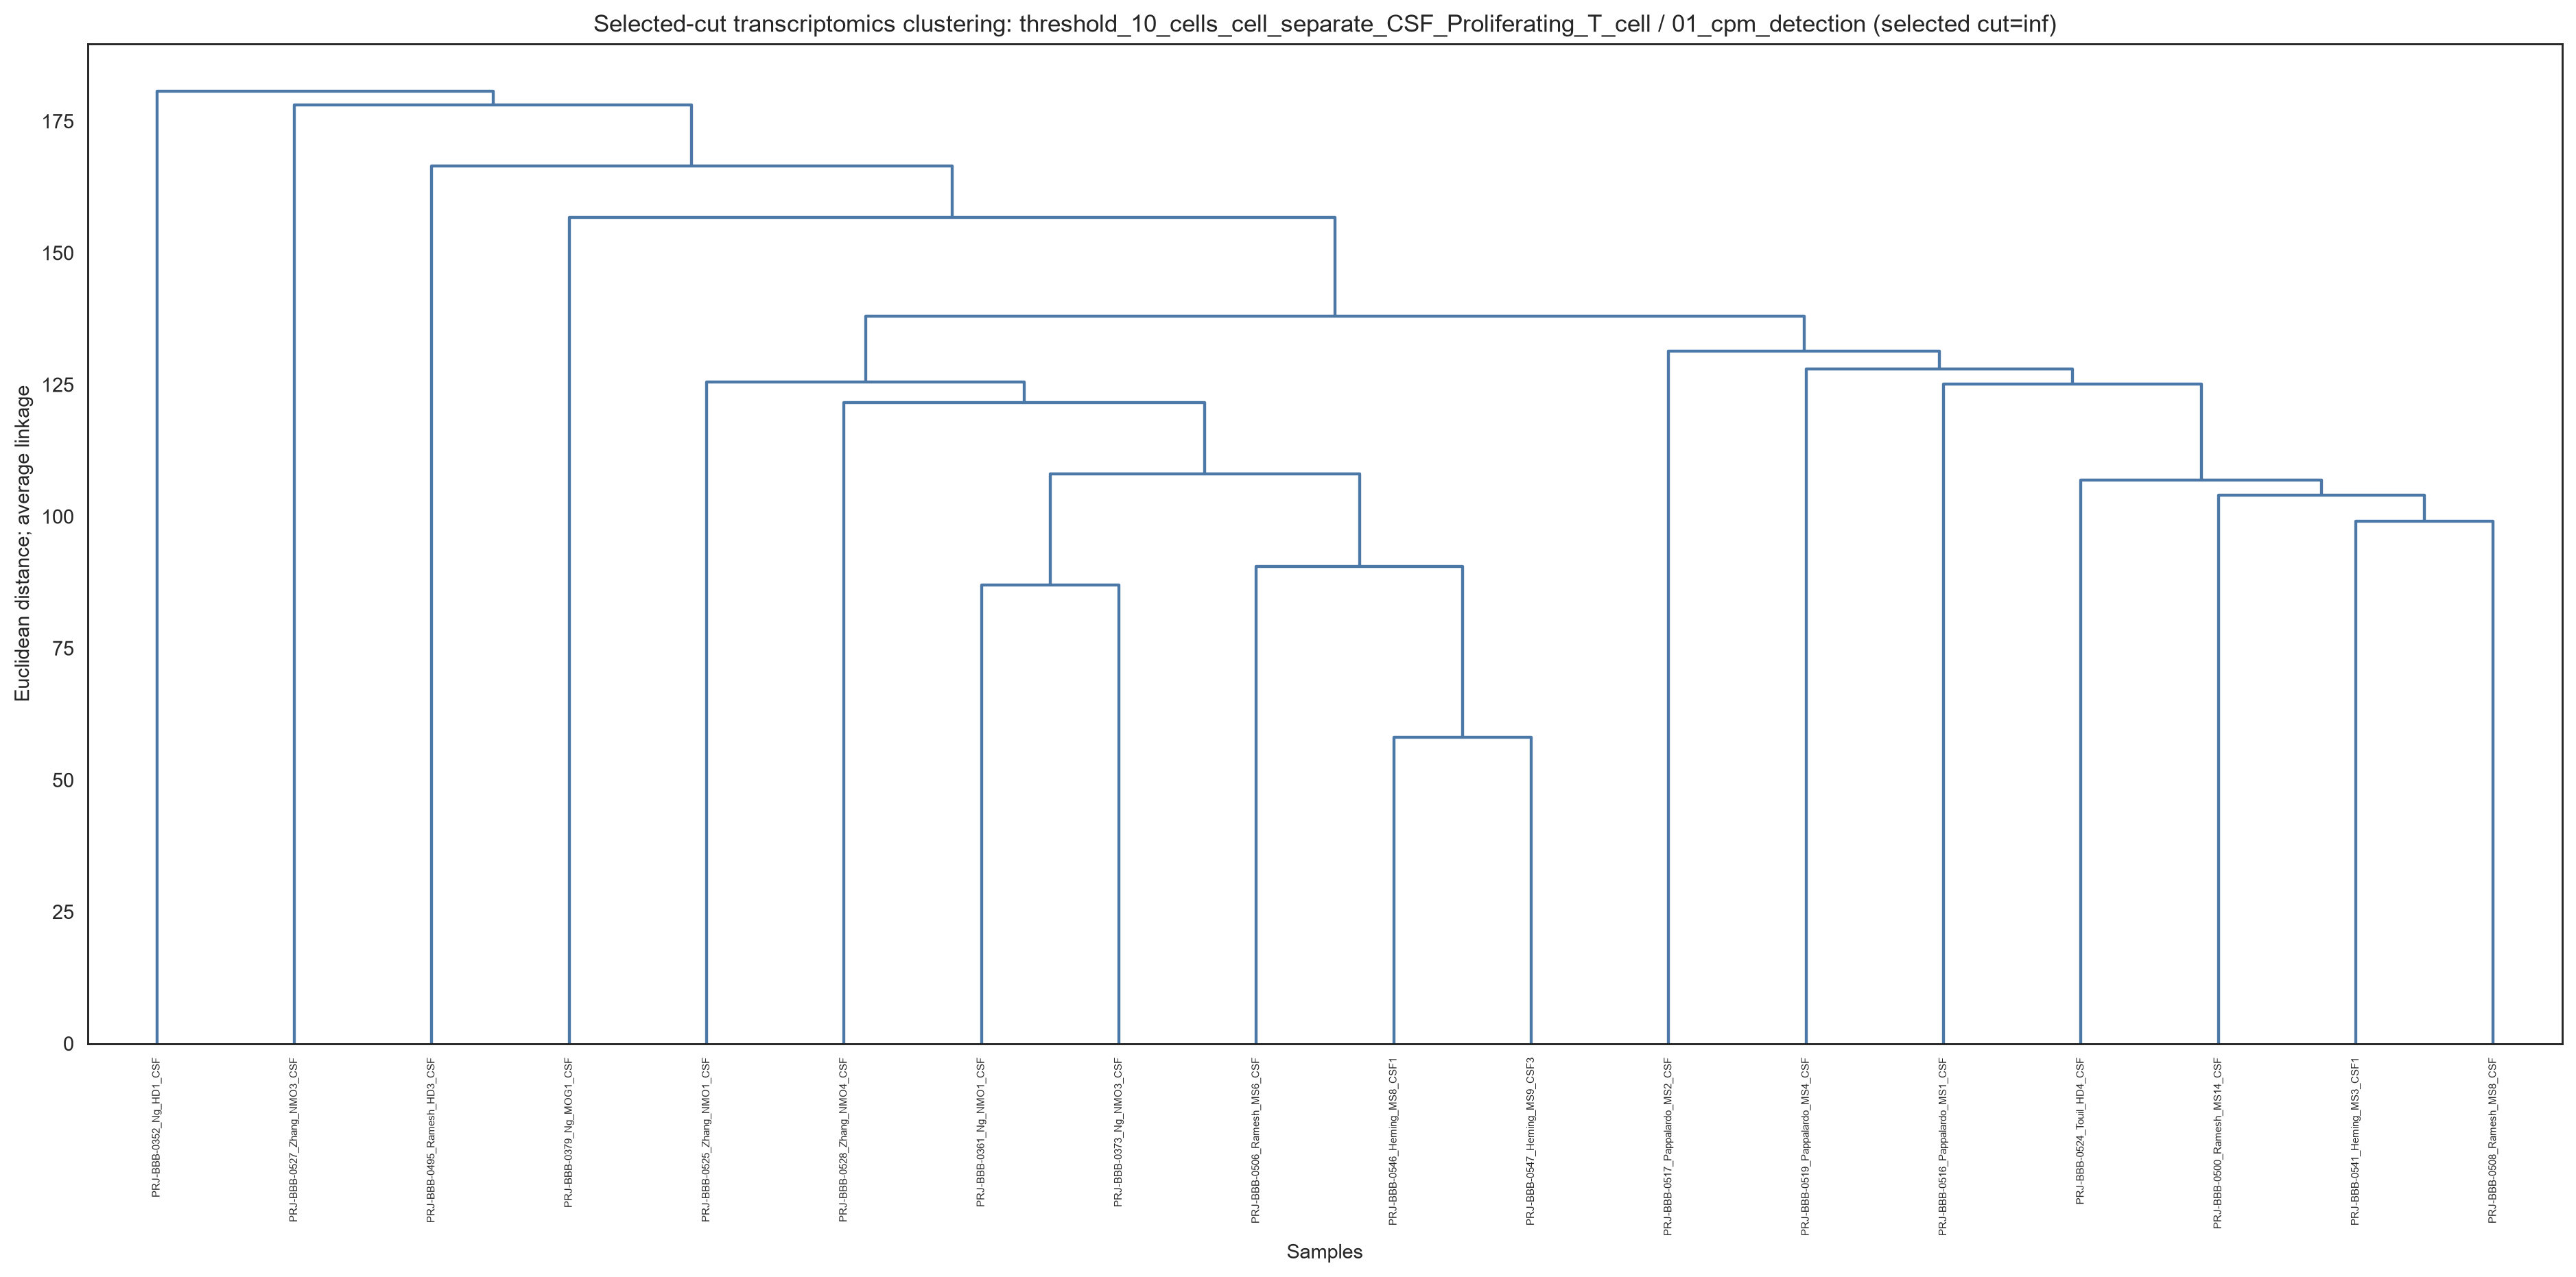 Selected-cut transcriptomics clustering: threshold_10_cells_cell_separate_CSF_Proliferating_T_cell / 01_cpm_detection (selected cut=inf)
Euclidean distance; average linkage
175
150
125
100
75
50
25
0
PRJ-BBB-0352_Ng_HD1_CSF
PRJ-BBB-0527_Zhang_NMO3_CSF
PRJ-BBB-0495_Ramesh_HD3_CSF
PRJ-BBB-0379_Ng_MOG1_CSF
PRJ-BBB-0525_Zhang_NMO1_CSF
PRJ-BBB-0528_Zhang_NMO4_CSF
PRJ-BBB-0361_Ng_NMO1_CSF
PRJ-BBB-0373_Ng_NMO3_CSF
PRJ-BBB-0506_Ramesh_MS6_CSF
PRJ-BBB-0546_Heming_MS8_CSF1
PRJ-BBB-0547_Heming_MS9_CSF3
PRJ-BBB-0517_Pappalardo_MS2_CSF
PRJ-BBB-0519_Pappalardo_MS4_CSF
PRJ-BBB-0516_Pappalardo_MS1_CSF
PRJ-BBB-0524_Touil_HD4_CSF
PRJ-BBB-0500_Ramesh_MS14_CSF
PRJ-BBB-0541_Heming_MS3_CSF1
PRJ-BBB-0508_Ramesh_MS8_CSF
Samples